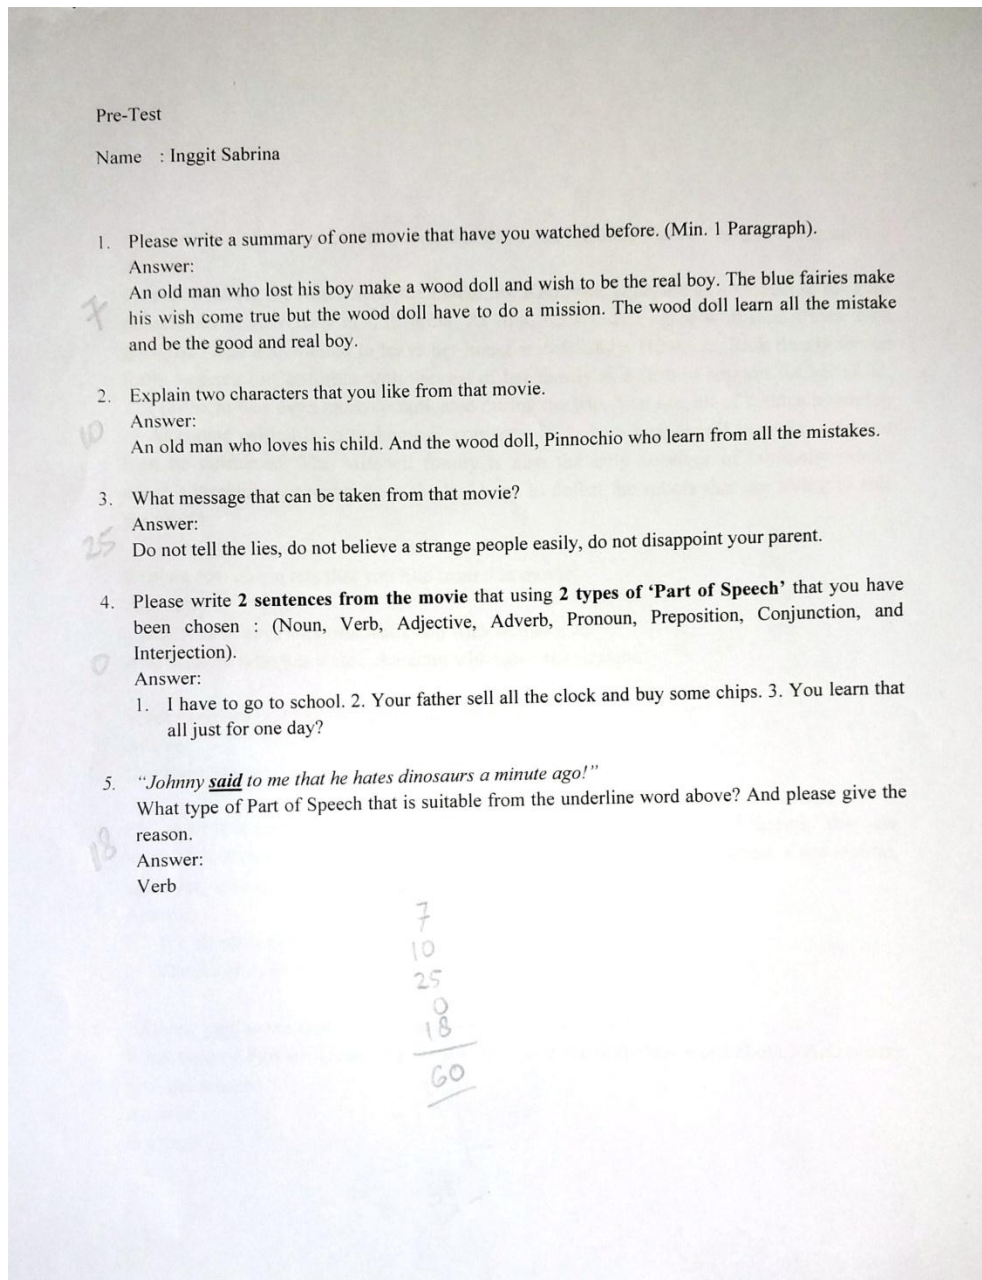 Pre-Test
Name : Inggit Sabrina
1. Please write a summary of one movie that have you watched before. (Min. 1 Paragraph).
Answer:
7 An old man who lost his boy make a wood doll and wish to be the real boy. The blue fairies make
his wish come true but the wood doll have to do a mission. The wood doll learn all the mistake
and be the good and real boy.
2. Explain two characters that you like from that movie.
10 Answer:
An old man who loves his child. And the wood doll, Pinnochio who learn from all the mistakes.
3. What message that can be taken from that movie?
Answer:
25 Do not tell the lies, do not believe a strange people easily, do not disappoint your parent.
4. Please write 2 sentences from the movie that using 2 types of ‘Part of Speech’ that you have
been chosen : (Noun, Verb, Adjective, Adverb, Pronoun, Preposition, Conjunction, and
0 Interjection).
Answer:
1. I have to go to school. 2. Your father sell all the clock and buy some chips. 3. You learn that
all just for one day?
5. “Johnny said to me that he hates dinosaurs a minute ago!”
What type of Part of Speech that is suitable from the underline word above? And please give the
18 reason.
Answer:
Verb
7
10
25
0
18
60